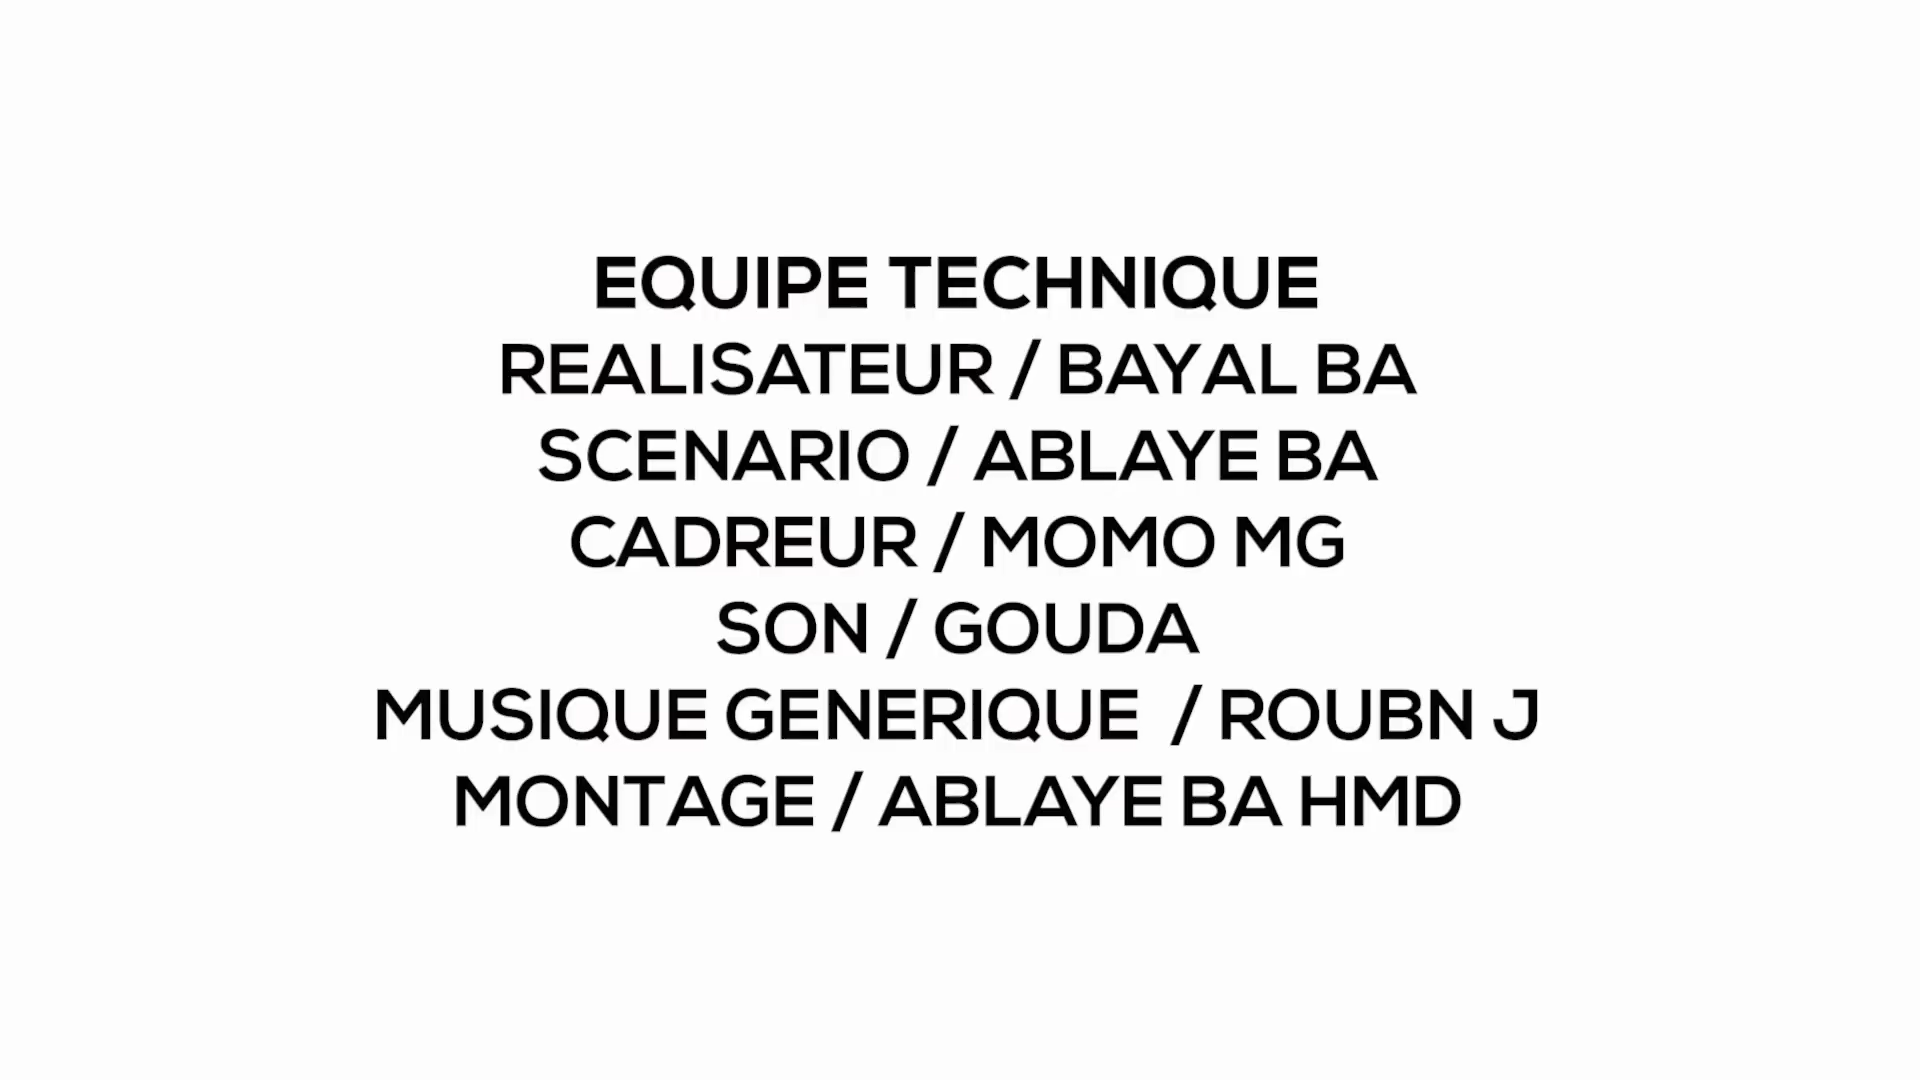 EQUIPE TECHNIQUE
REALISATEUR / BAYAL BA
SCENARIO / ABLAYE BA
CADREUR / MOMO MG
SON / GOUDA
MUSIQUE GENERIQUE  / ROUBN J
MONTAGE / ABLAYE BA HMD